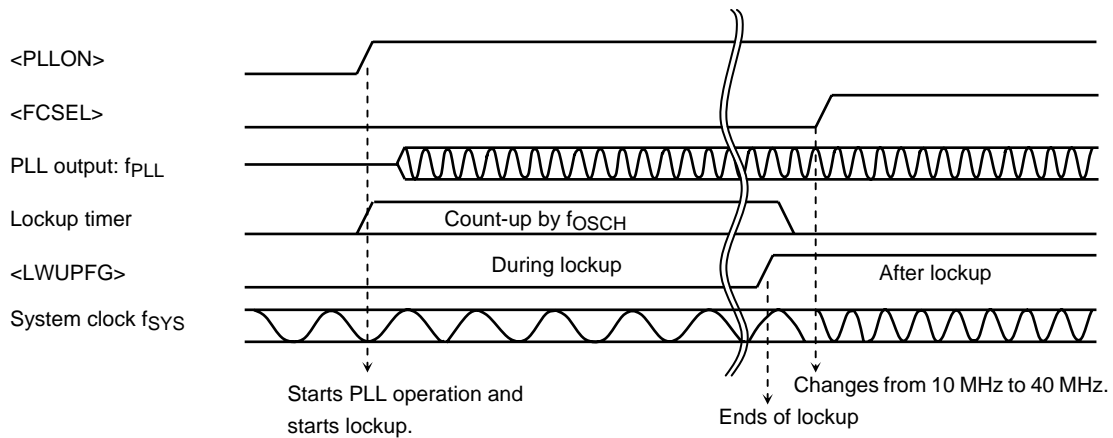 <PLLON>
<FCSEL>
PLL output: fPLL
Lockup timer
Count-up by fOSCH
<LWUPFG>
During lockup
After lockup
System clock fSYS
Starts PLL operation and
starts lockup.
Changes from 10 MHz to 40 MHz.
Ends of lockup